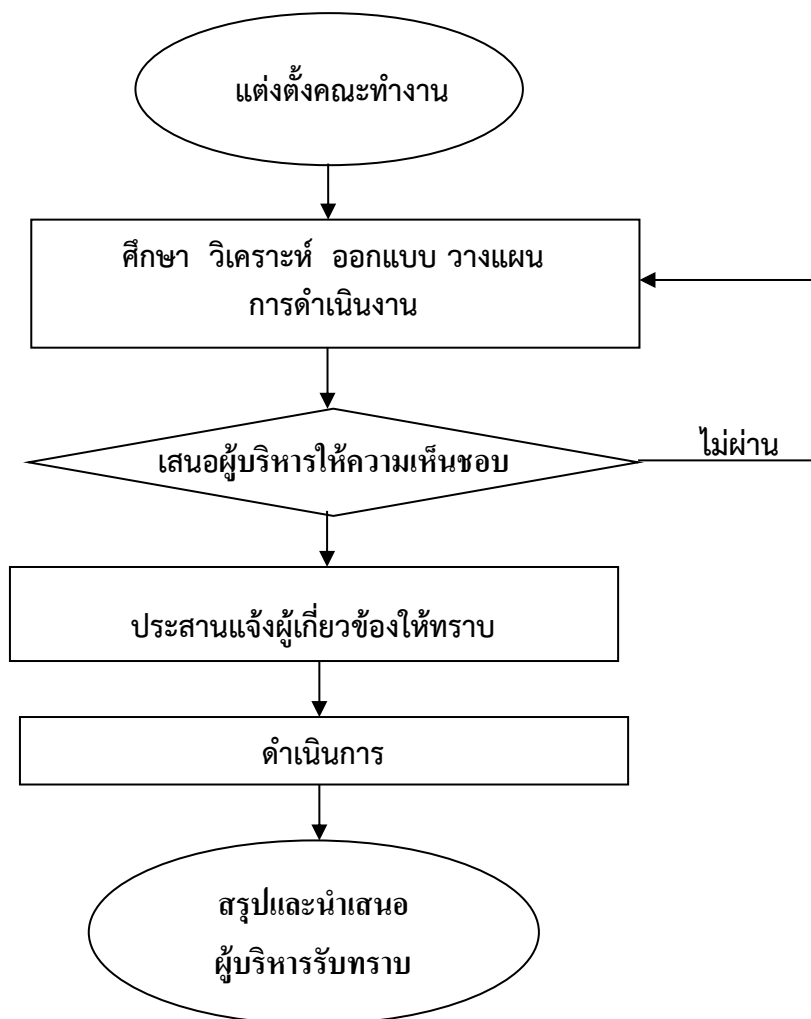 แต่งตั้งคณะทำงาน
ศึกษา วิเคราะห์ ออกแบบ วางแผน
การดำเนินงาน
เสนอผู้บริหารให้ความเห็นชอบ
ไม่ผ่าน
ประสานแจ้งผู้เกี่ยวข้องให้ทราบ
ดำเนินการ
สรุปและนำเสนอ
ผู้บริหารรับทราบ